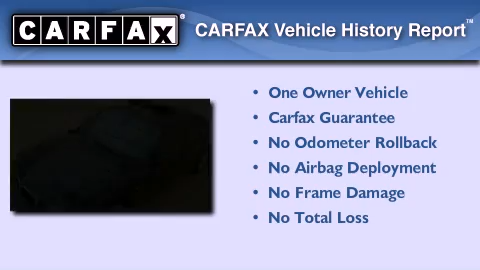 CARFAX® CARFAX Vehicle History Report™
• One Owner Vehicle
• Carfax Guarantee
• No Odometer Rollback
• No Airbag Deployment
• No Frame Damage
• No Total Loss